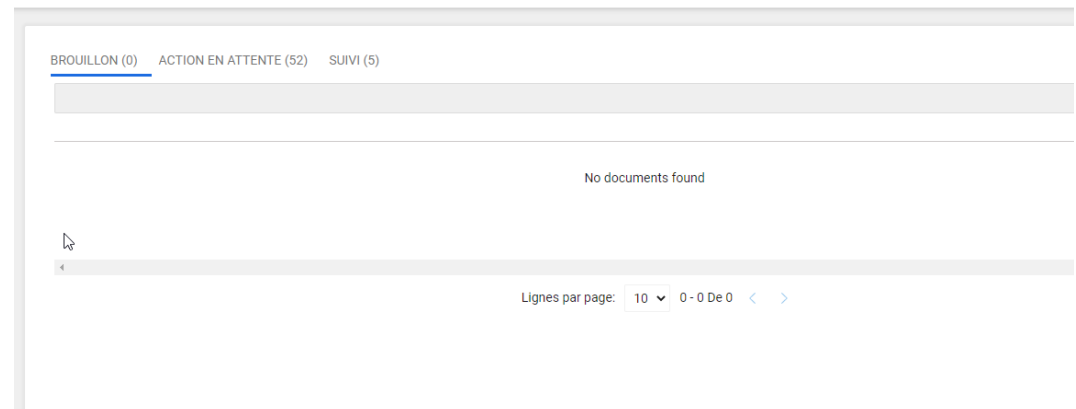 BROUILLON (0) ACTION EN ATTENTE (52) SUIVI (5)
No documents found
Lignes par page: 10 0 - 0 De 0